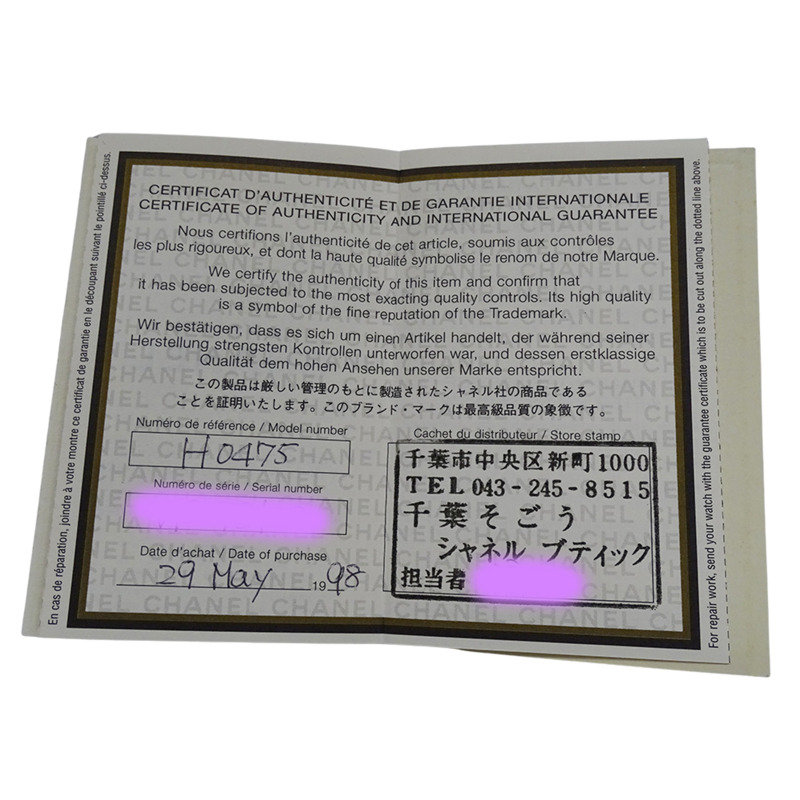 En cas de réparation, joindre à votre montre ce certificat de garantie en le découpant suivant le pointillé ci-dessus.
CERTIFICAT D'AUTHENTICITÉ ET DE GARANTIE INTERNATIONALE
CERTIFICATE OF AUTHENTICITY AND INTERNATIONAL GUARANTEE
Nous certifions l'authenticité de cet article, soumis aux contrôles
les plus rigoureux, et dont la haute qualité symbolise le renom de notre Marque.
We certify the authenticity of this item and confirm that
it has been subjected to the most exacting quality controls. Its high quality
is a symbol of the fine reputation of the Trademark.
Wir bestätigen, dass es sich um einen Artikel handelt, der während seiner
Herstellung strengsten Kontrollen unterworfen war, und dessen erstklassige
Qualität dem hohen Ansehen unserer Marke entspricht.
この製品は厳しい管理のもとに製造されたシャネル社の商品である
ことを証明いたします。このブランド・マークは最高級品質の象徴です。
Numéro de référence / Model number
H0475
Numéro de série / Serial number
Date d'achat / Date of purchase
29 May 1998
Cachet du distributeur / Store stamp
千葉市中央区新町1000
TEL 043-245-8515
千葉そごう
シャネル ブティック
担当者
For repair work, send your watch with the guarantee certificate which is to be cut out along the dotted line above.